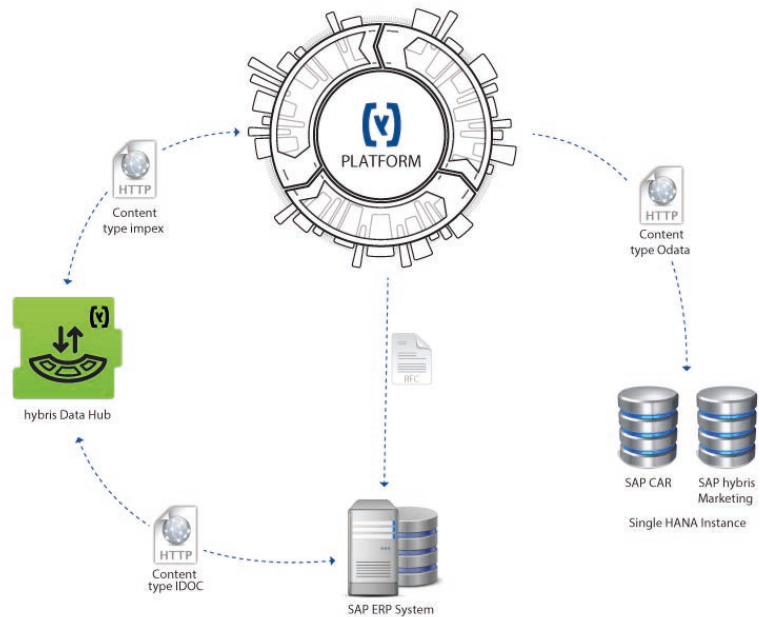 [y]
PLATFORM
HTTP
Content
type impex
HTTP
Content
type Odata
[y]
hybris Data Hub
RFC
SAP CAR
SAP hybris
Marketing
Single HANA Instance
HTTP
Content
type IDOC
SAP ERP System